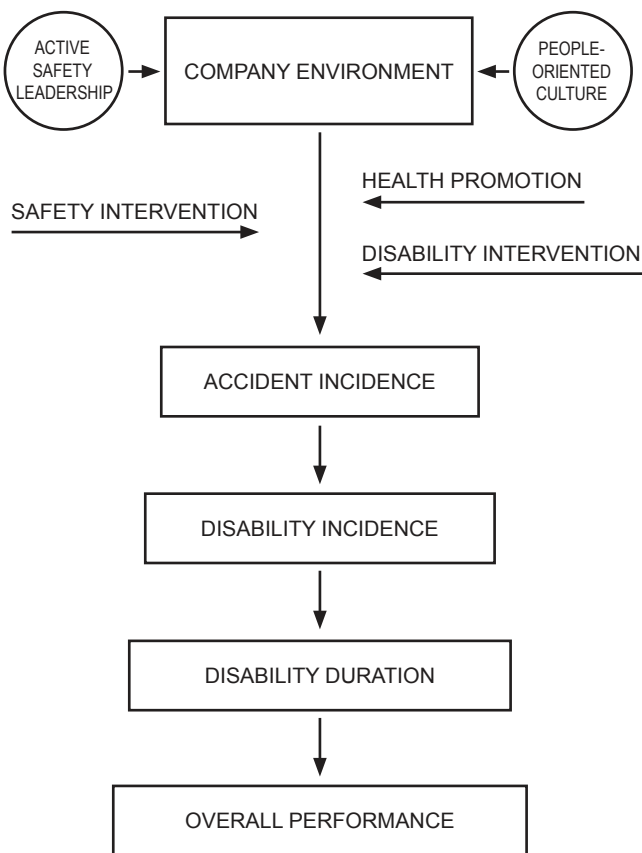 ACTIVE
SAFETY
LEADERSHIP
COMPANY ENVIRONMENT
PEOPLE-
ORIENTED
CULTURE
HEALTH PROMOTION
SAFETY INTERVENTION
DISABILITY INTERVENTION
ACCIDENT INCIDENCE
DISABILITY INCIDENCE
DISABILITY DURATION
OVERALL PERFORMANCE